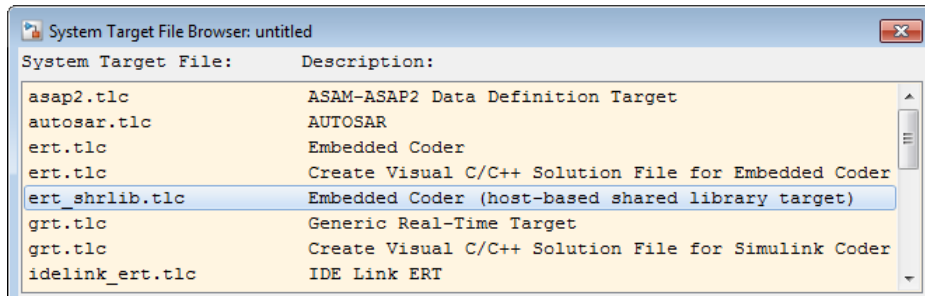 System Target File Browser: untitled
System Target File: Description:
asap2.tlc ASAM-ASAP2 Data Definition Target
autosar.tlc AUTOSAR
ert.tlc Embedded Coder
ert.tlc Create Visual C/C++ Solution File for Embedded Coder
ert_shrlib.tlc Embedded Coder (host-based shared library target)
grt.tlc Generic Real-Time Target
grt.tlc Create Visual C/C++ Solution File for Simulink Coder
idelink_ert.tlc IDE Link ERT